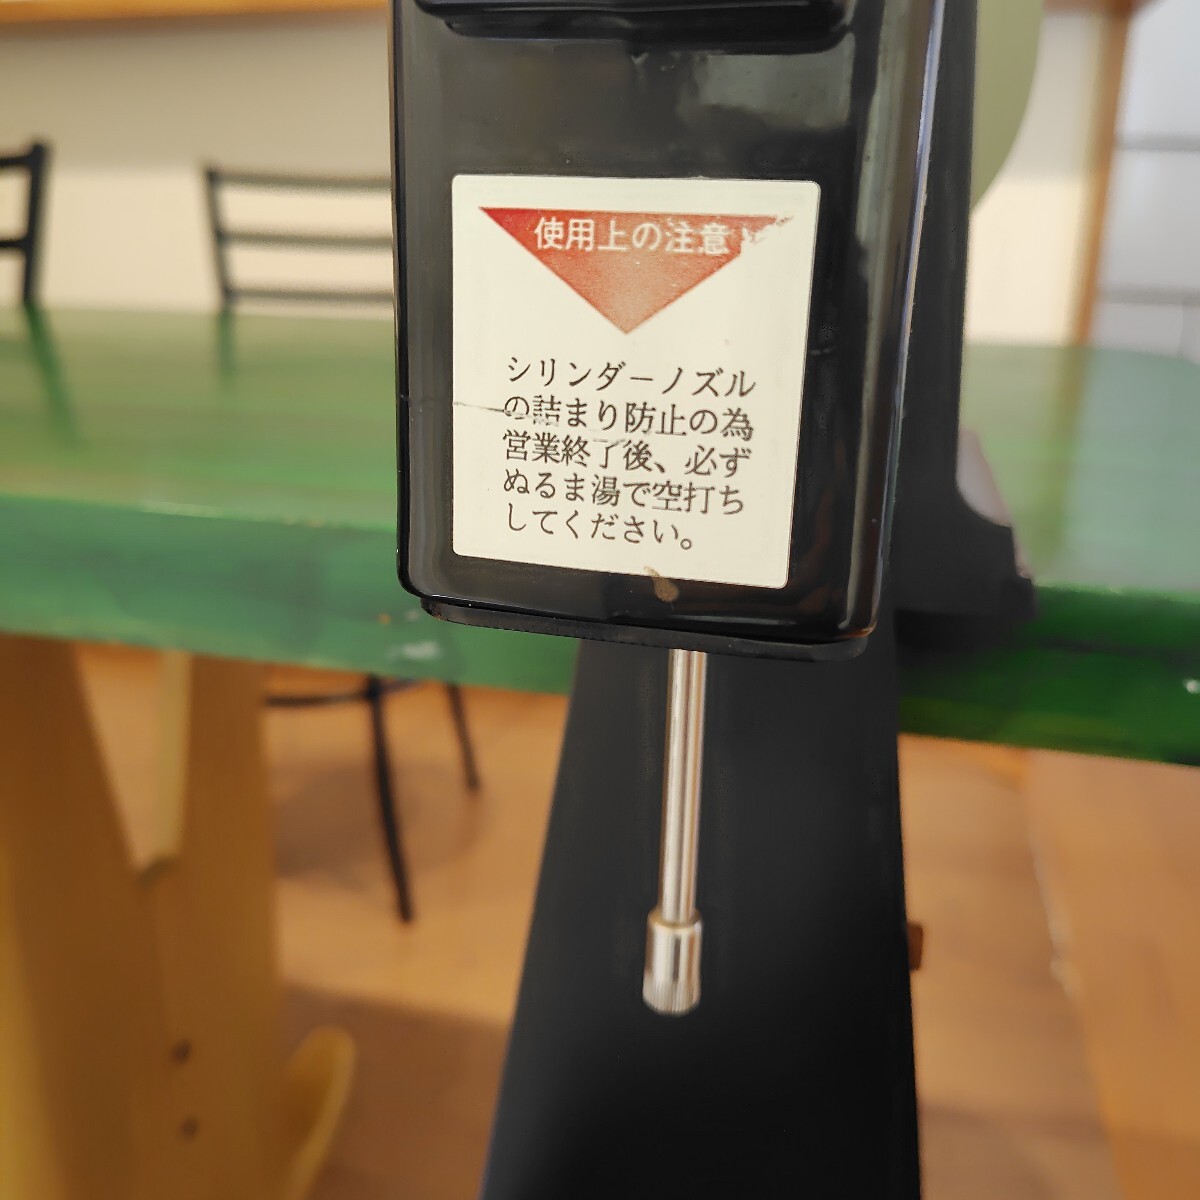 使用上の注意
シリンダーノズル
の詰まり防止の為
営業終了後、必ず
ぬるま湯で空打ち
してください。